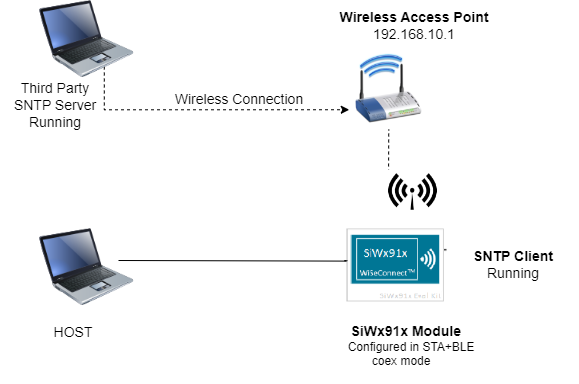 Wireless Access Point
192.168.10.1
Third Party
SNTP Server
Running
Wireless Connection
SiWx91x
WiSeConnect™
SiWx91x Eval Kit
SNTP Client
Running
HOST
SiWx91x Module
Configured in STA+BLE
coex mode